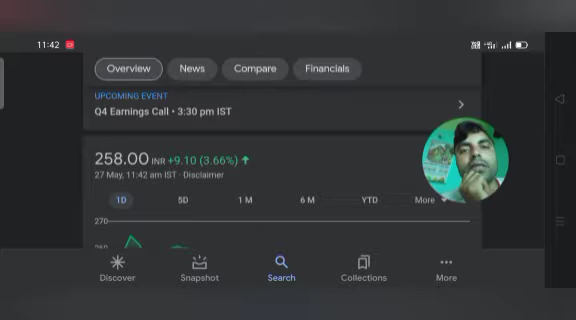 11:42
Overview
News
Compare
Financials
UPCOMING EVENT
Q4 Earnings Call • 3:30 pm IST
258.00 INR +9.10 (3.66%) ↑
27 May, 11:42 am IST · Disclaimer
1D
5D
1 M
6 M
YTD
More
270
Discover
Snapshot
Search
Collections
More